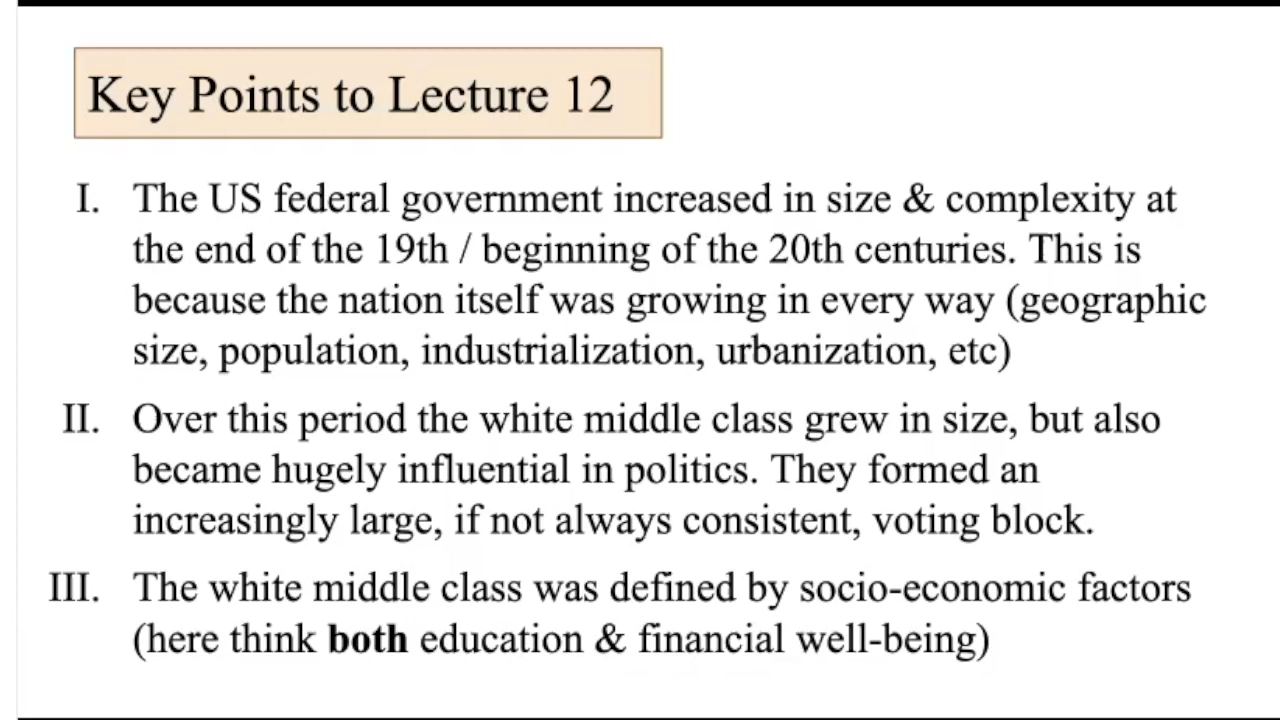 Key Points to Lecture 12
I. The US federal government increased in size & complexity at
the end of the 19th / beginning of the 20th centuries. This is
because the nation itself was growing in every way (geographic
size, population, industrialization, urbanization, etc)
II. Over this period the white middle class grew in size, but also
became hugely influential in politics. They formed an
increasingly large, if not always consistent, voting block.
III. The white middle class was defined by socio-economic factors
(here think both education & financial well-being)